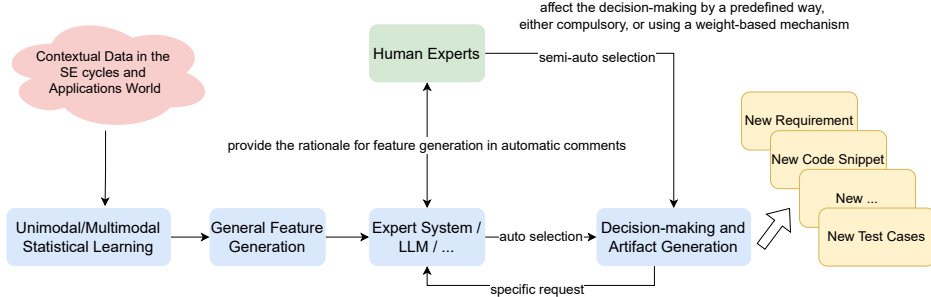 affect the decision-making by a predefined way,
either compulsory, or using a weight-based mechanism
Contextual Data in the
SE cycles and
Applications World
Human Experts
semi-auto selection
provide the rationale for feature generation in automatic comments
New Requirement
New Code Snippet
New ...
New Test Cases
Unimodal/Multimodal
Statistical Learning
General Feature
Generation
Expert System /
LLM / ...
auto selection
Decision-making and
Artifact Generation
specific request